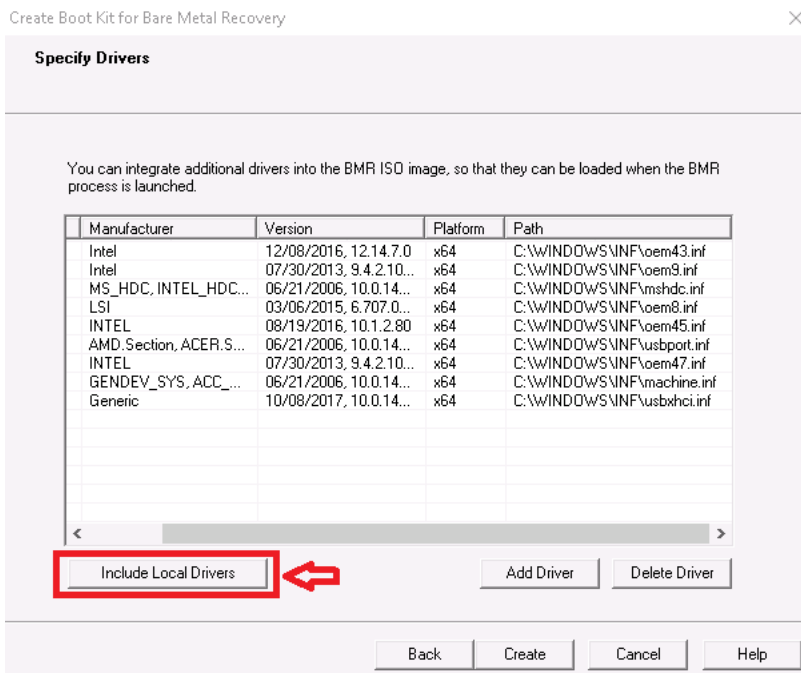 Create Boot Kit for Bare Metal Recovery
Specify Drivers
You can integrate additional drivers into the BMR ISO image, so that they can be loaded when the BMR
process is launched.
Manufacturer Version Platform Path
Intel 12/08/2016, 12.14.7.0 x64 C:\WINDOWS\INF\oem43.inf
Intel 07/30/2013, 9.4.2.10... x64 C:\WINDOWS\INF\oem9.inf
MS_HDC, INTEL_HDC... 06/21/2006, 10.0.14... x64 C:\WINDOWS\INF\mshdc.inf
LSI 03/06/2015, 6.707.0... x64 C:\WINDOWS\INF\oem8.inf
INTEL 08/19/2016, 10.1.2.80 x64 C:\WINDOWS\INF\oem45.inf
AMD.Section, ACER.S... 06/21/2006, 10.0.14... x64 C:\WINDOWS\INF\usbport.inf
INTEL 07/30/2013, 9.4.2.10... x64 C:\WINDOWS\INF\oem47.inf
GENDEV_SYS, ACC_... 06/21/2006, 10.0.14... x64 C:\WINDOWS\INF\machine.inf
Generic 10/08/2017, 10.0.14... x64 C:\WINDOWS\INF\usbxhci.inf
Include Local Drivers Add Driver Delete Driver
Back Create Cancel Help